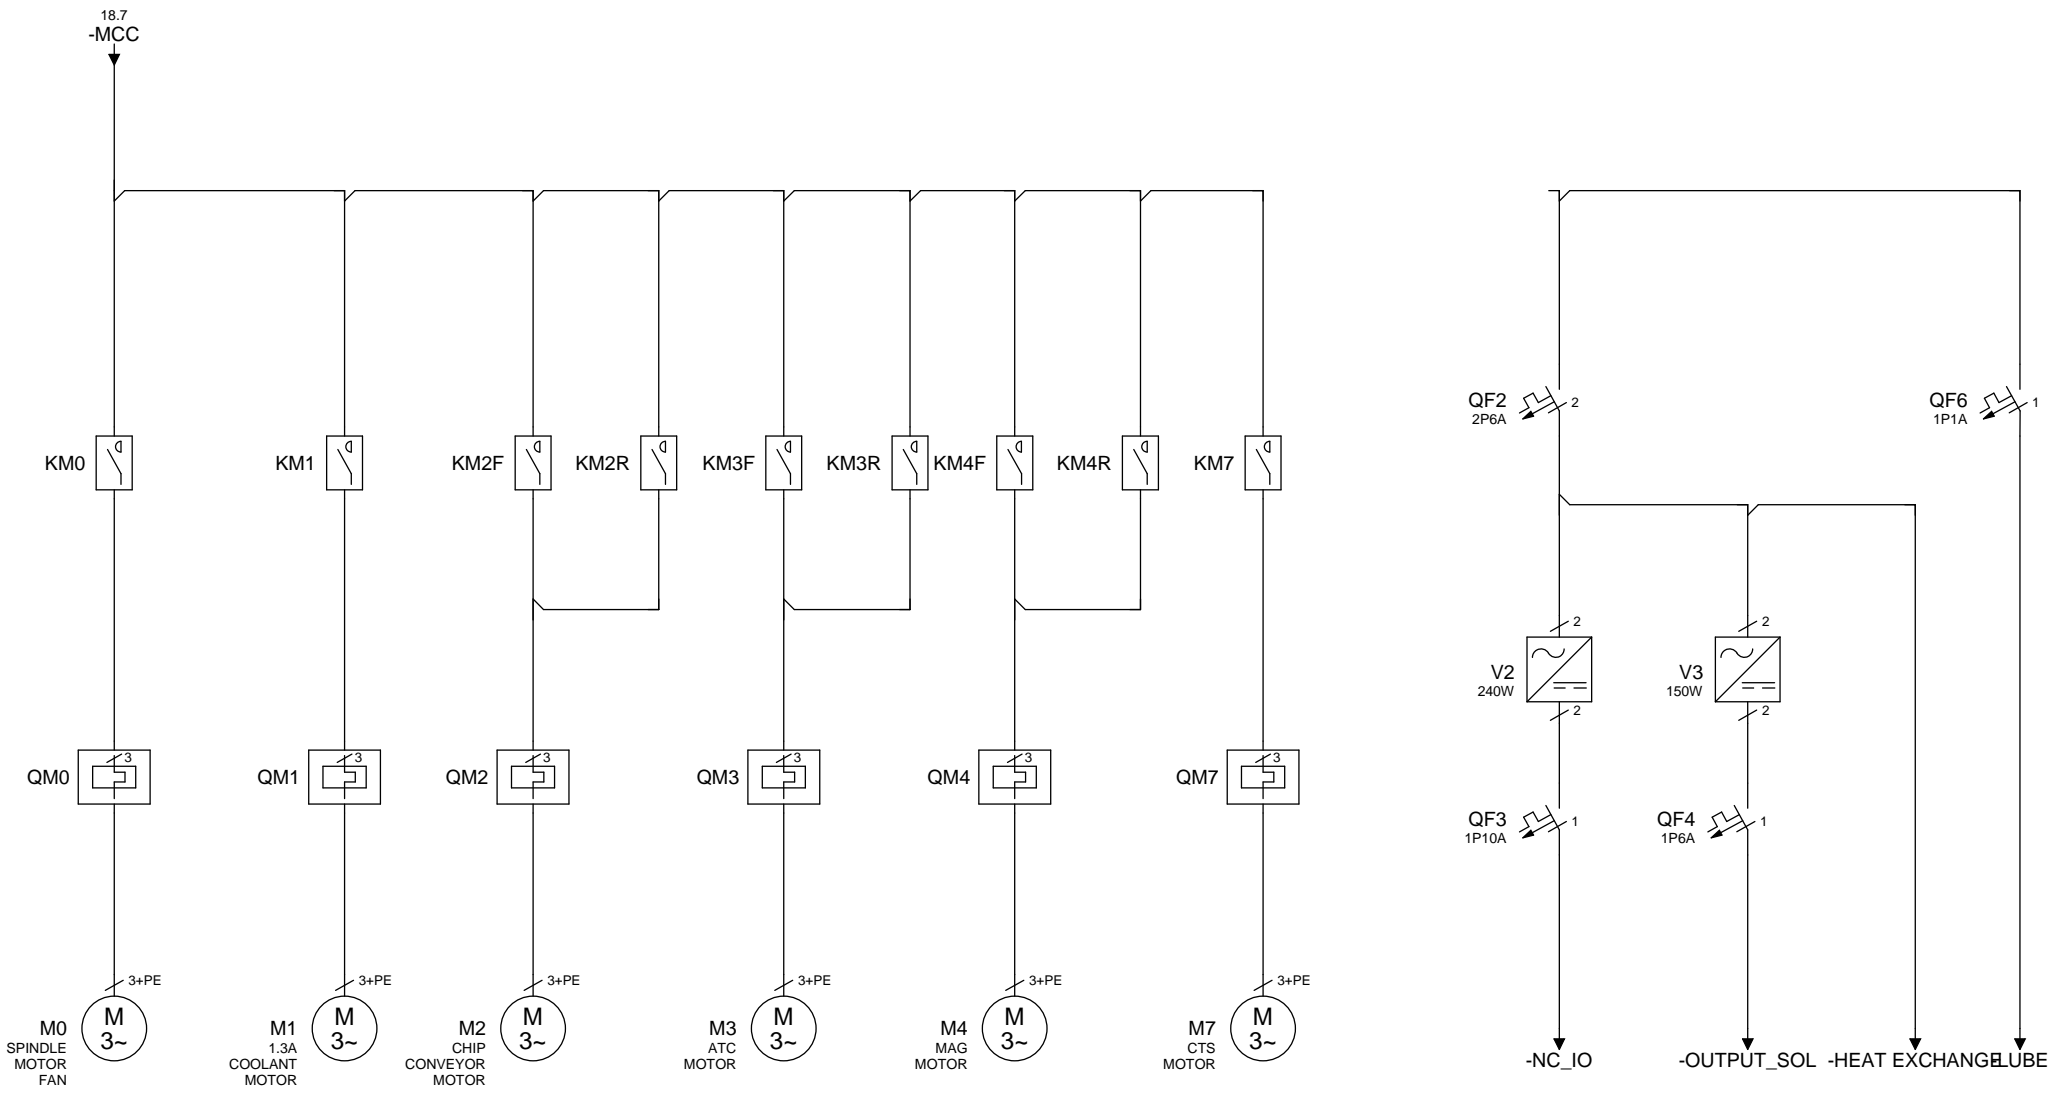 18.7
-MCC
QF2
2P6A
2
QF6
1P1A
1
KM0
KM1
KM2F
KM2R
KM3F
KM3R
KM4F
KM4R
KM7
2
2
V2
240W
V3
150W
2
2
3
3
3
3
3
3
QM0
QM1
QM2
QM3
QM4
QM7
QF3
1P10A
1
QF4
1P6A
1
3+PE
3+PE
3+PE
3+PE
3+PE
3+PE
M0
SPINDLE
MOTOR
FAN
M
3~
M1
1.3A
COOLANT
MOTOR
M
3~
M2
CHIP
CONVEYOR
MOTOR
M
3~
M3
ATC
MOTOR
M
3~
M4
MAG
MOTOR
M
3~
M7
CTS
MOTOR
M
3~
-NC_IO
-OUTPUT_SOL
-HEAT EXCHANGE
-LUBE